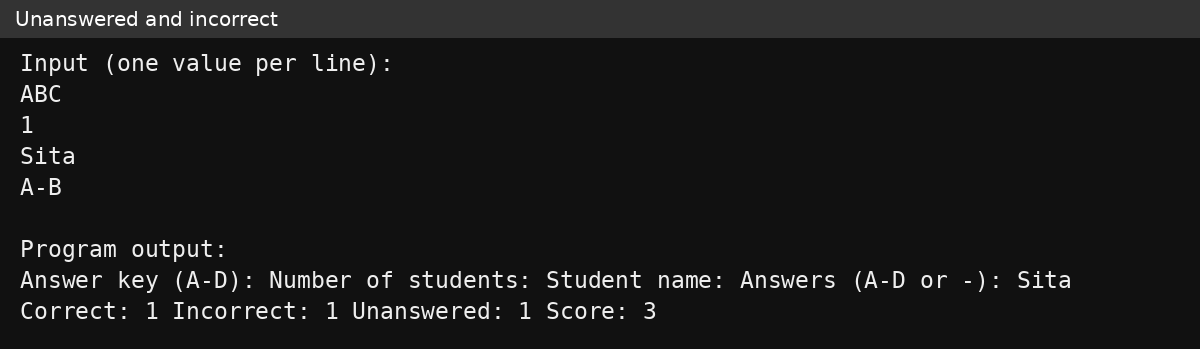 Unanswered and incorrect
Input (one value per line):
ABC
1
Sita
A-B
Program output:
Answer key (A-D): Number of students: Student name: Answers (A-D or -): Sita
Correct: 1 Incorrect: 1 Unanswered: 1 Score: 3